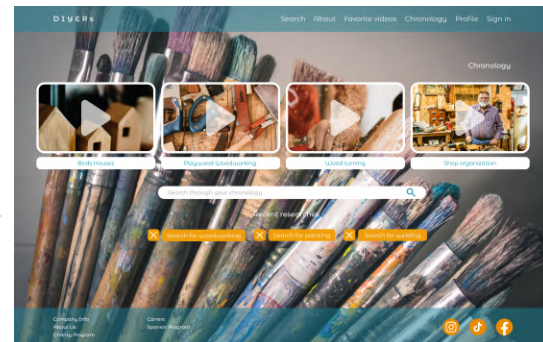 DIYERs
Search About Favorite videos Chronology Profile Sign in
Chronology
Birds Houses
Playwood Woodworking
Wood turning
Shop organization
Search through your chronology
Recent researches
Search for woodworking
Search for painting
Search for welding
Company Info
About Us
Charity Program
Careers
Sponsor Program